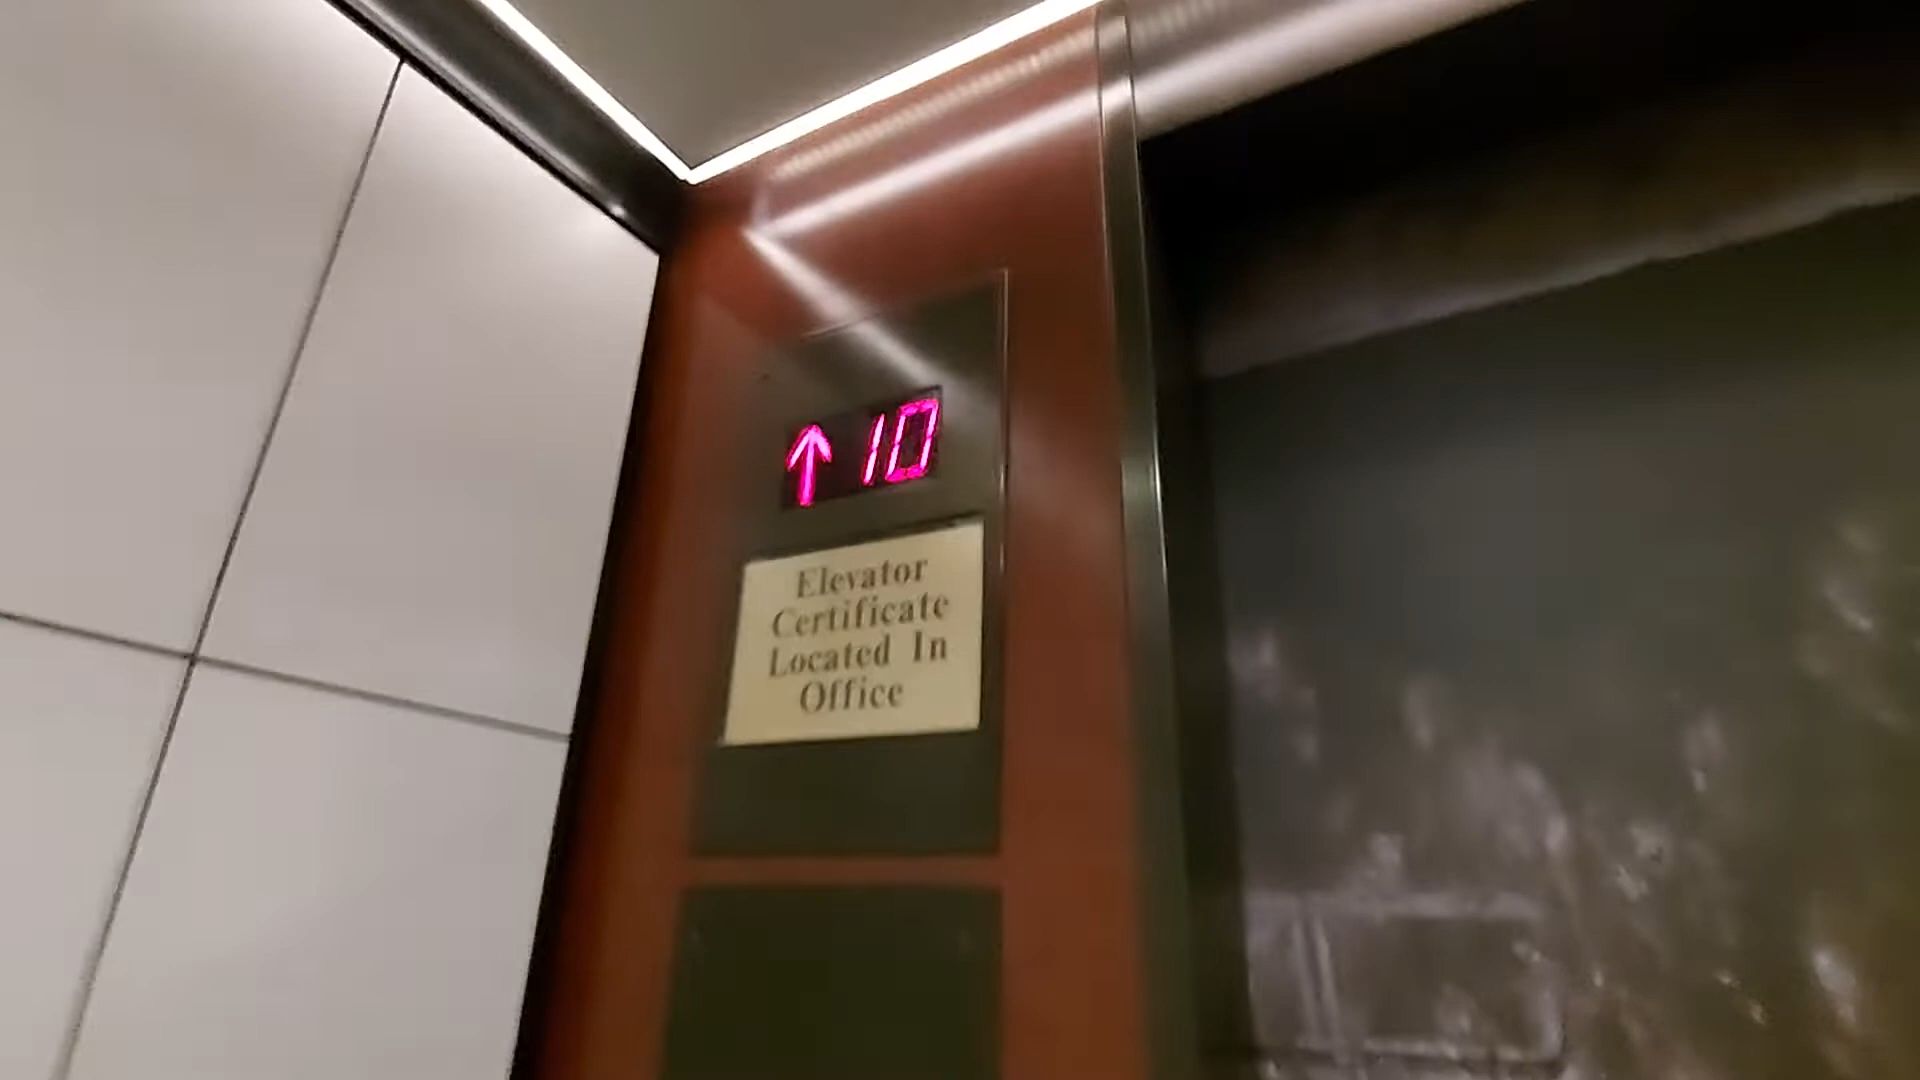 ↑ 10
Elevator
Certificate
Located In
Office